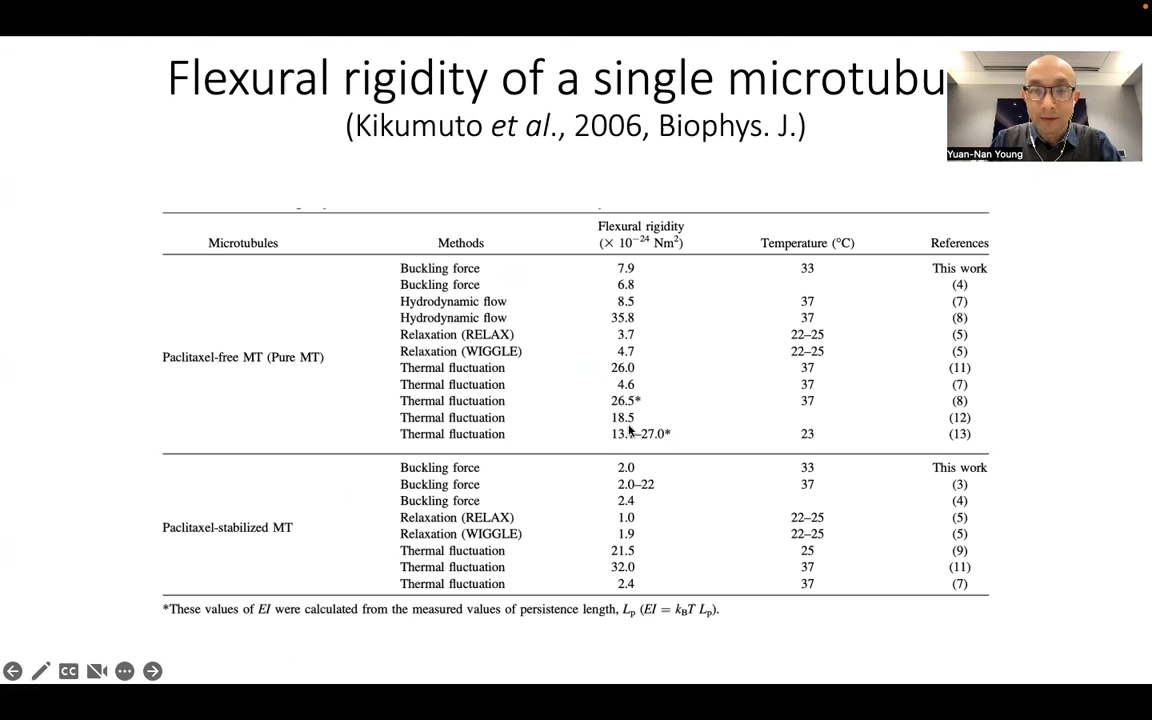 Flexural rigidity of a single microtubu
(Kikumuto et al., 2006, Biophys. J.)
Yuan-Nan Young
Microtubules Methods Flexural rigidity (× 10⁻²⁴ Nm²) Temperature (°C) References
Buckling force 7.9 33 This work
Buckling force 6.8 (4)
Hydrodynamic flow 8.5 37 (7)
Hydrodynamic flow 35.8 37 (8)
Relaxation (RELAX) 3.7 22–25 (5)
Paclitaxel-free MT (Pure MT) Relaxation (WIGGLE) 4.7 22–25 (5)
Thermal fluctuation 26.0 37 (11)
Thermal fluctuation 4.6 37 (7)
Thermal fluctuation 26.5* 37 (8)
Thermal fluctuation 18.5 (12)
Thermal fluctuation –27.0* 23 (13)
Buckling force 2.0 33 This work
Buckling force 2.0–22 37 (3)
Buckling force 2.4 (4)
Relaxation (RELAX) 1.0 22–25 (5)
Paclitaxel-stabilized MT Relaxation (WIGGLE) 1.9 22–25 (5)
Thermal fluctuation 21.5 25 (9)
Thermal fluctuation 32.0 37 (11)
Thermal fluctuation 2.4 37 (7)
*These values of EI were calculated from the measured values of persistence length, Lₚ (EI = k_BT Lₚ).
CC